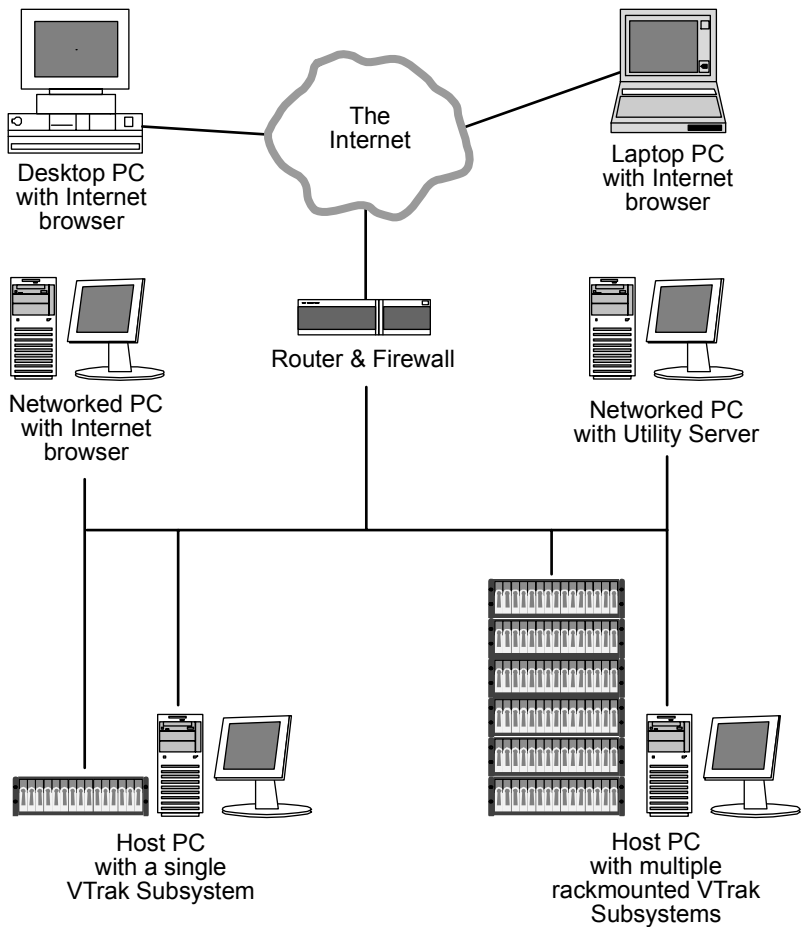 The
Internet
Desktop PC
with Internet
browser
Laptop PC
with Internet
browser
Router & Firewall
Networked PC
with Internet
browser
Networked PC
with Utility Server
Host PC
with a single
VTrak Subsystem
Host PC
with multiple
rackmounted VTrak
Subsystems